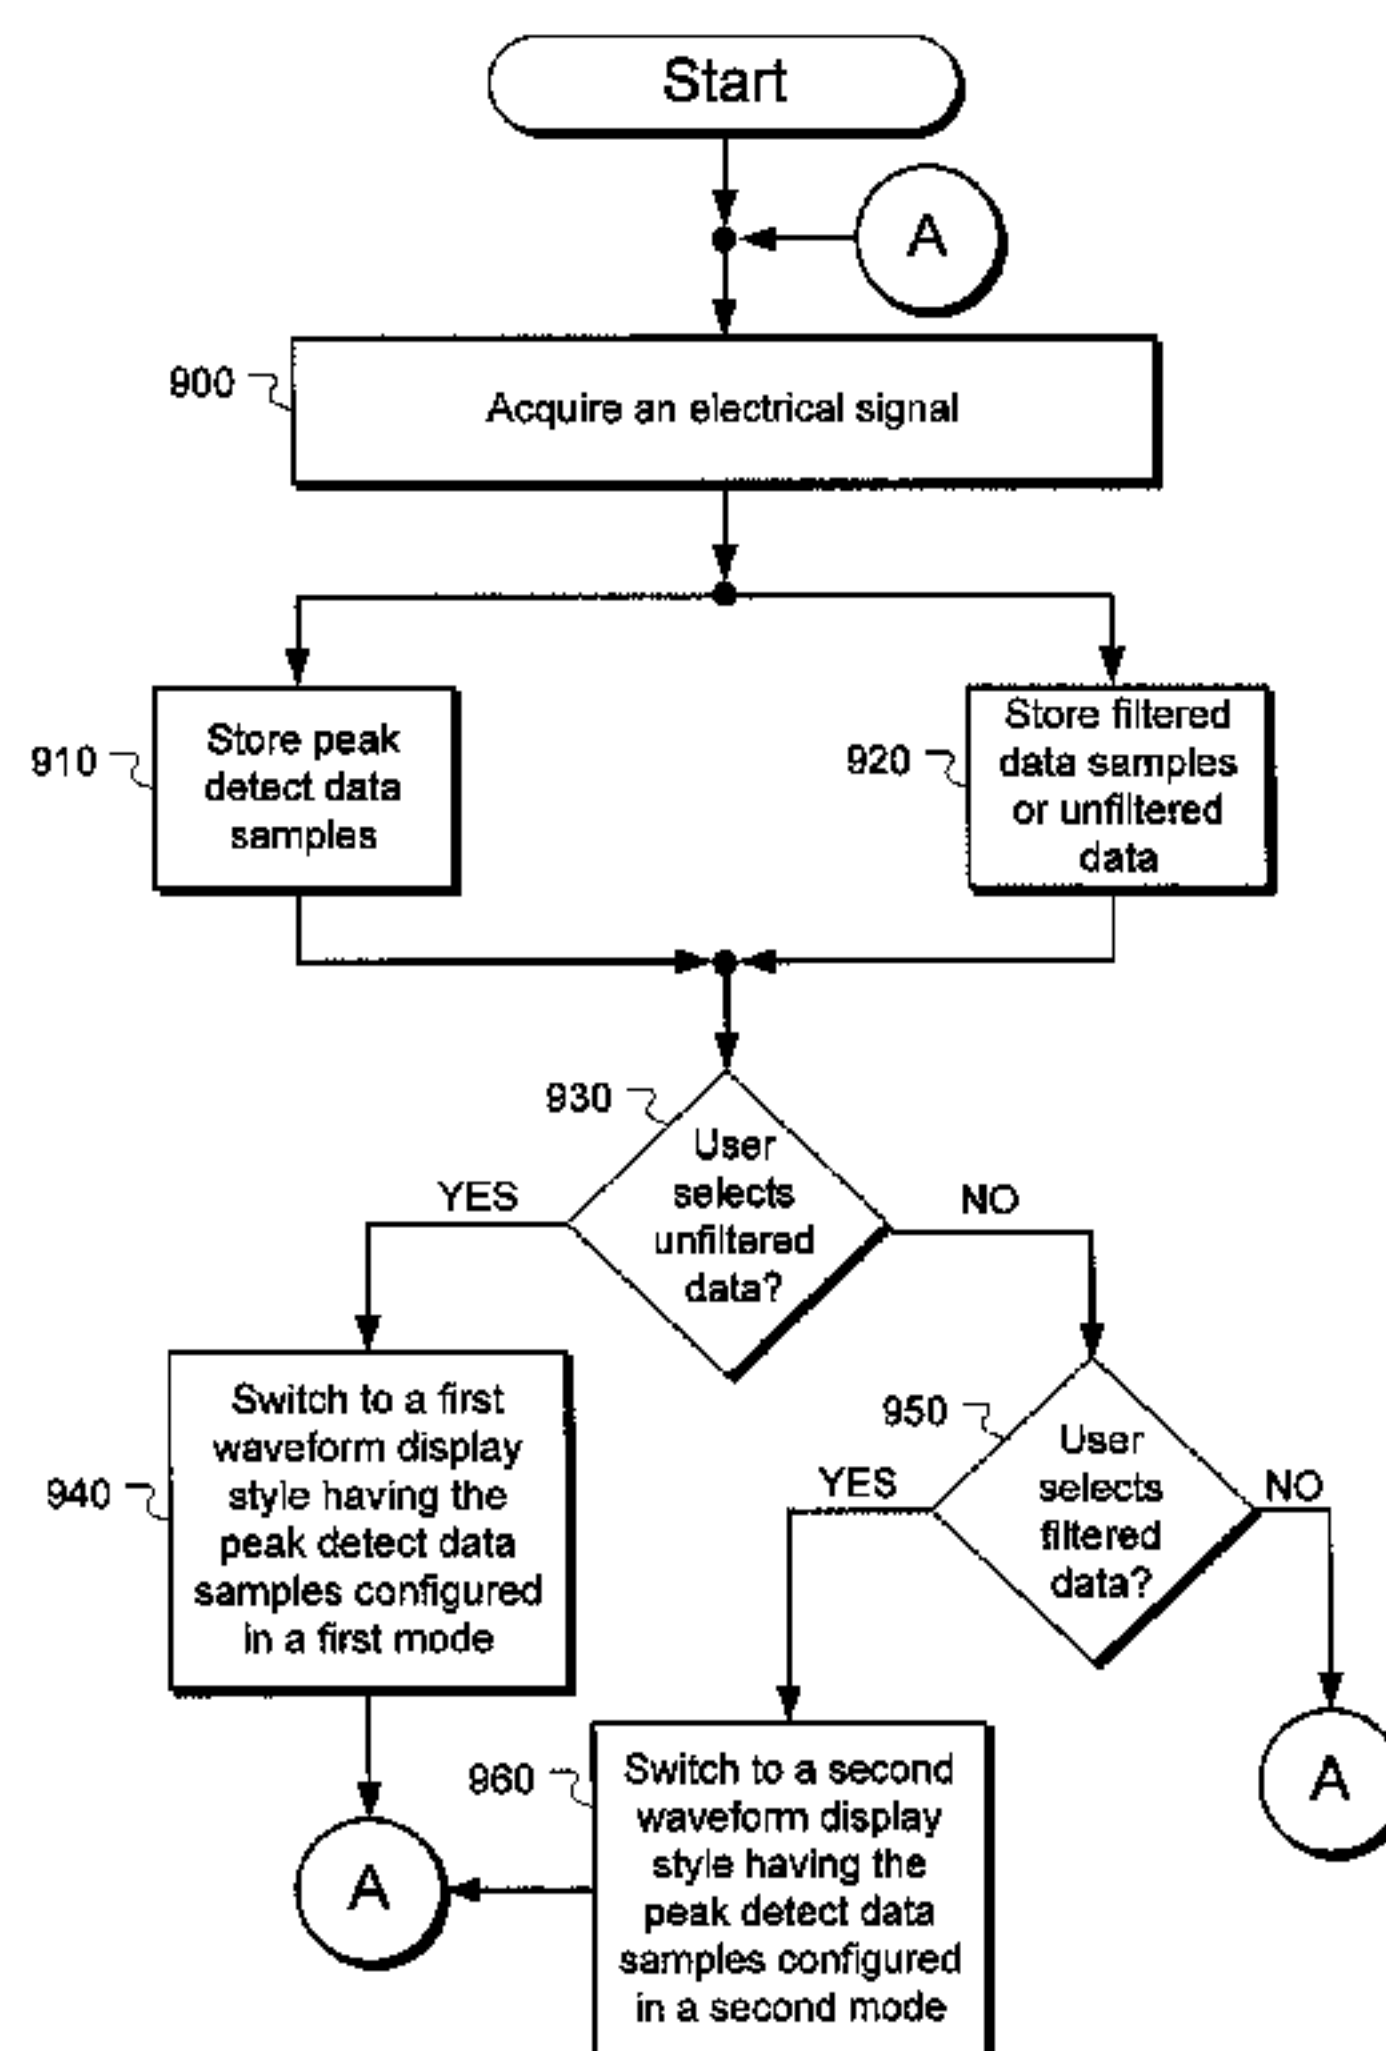 Start
A
900
Acquire an electrical signal
910
Store peak
detect data
samples
920
Store filtered
data samples
or unfiltered
data
930
User
selects
unfiltered
data?
YES
NO
940
Switch to a first
waveform display
style having the
peak detect data
samples configured
in a first mode
950
User
selects
filtered
data?
YES
NO
A
960
Switch to a second
waveform display
style having the
peak detect data
samples configured
in a second mode
A